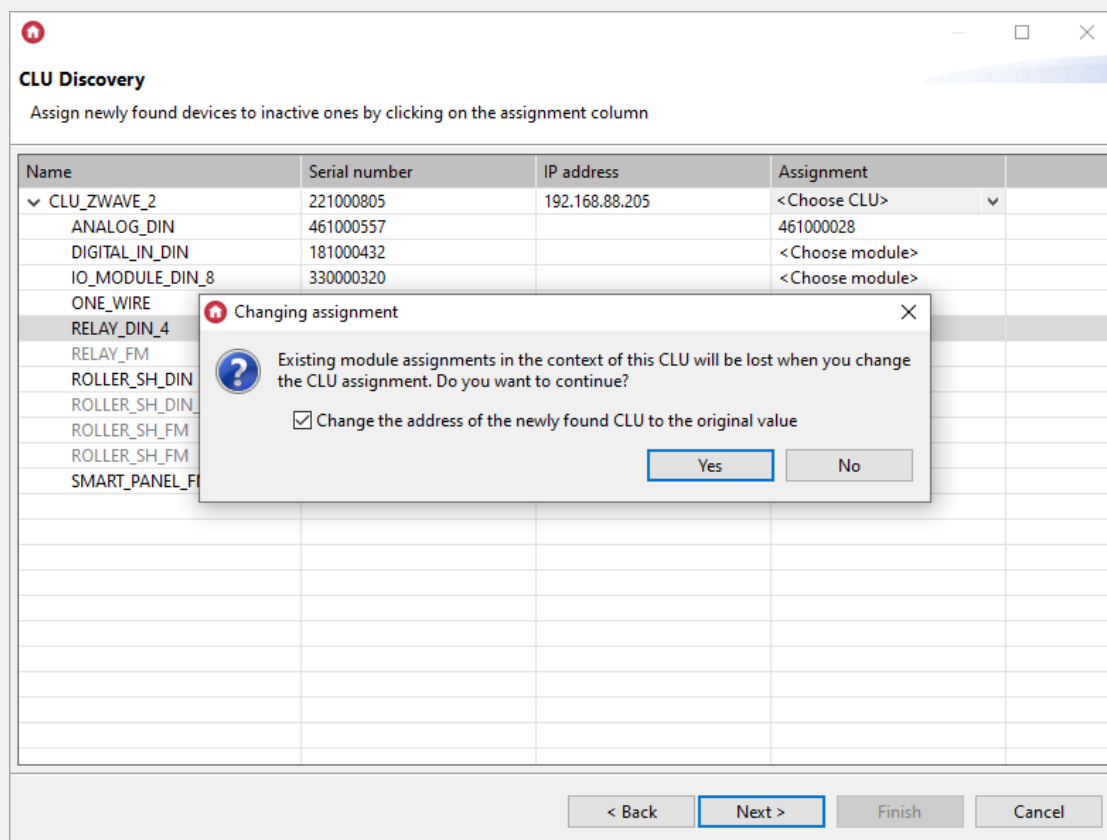 CLU Discovery
Assign newly found devices to inactive ones by clicking on the assignment column
Name Serial number IP address Assignment
CLU_ZWAVE_2 221000805 192.168.88.205 <Choose CLU>
ANALOG_DIN 461000557 461000028
DIGITAL_IN_DIN 181000432 <Choose module>
IO_MODULE_DIN_8 330000320 <Choose module>
ONE_WIRE
RELAY_DIN_4
RELAY_FM
ROLLER_SH_DIN
ROLLER_SH_DIN_
ROLLER_SH_FM
ROLLER_SH_FM
SMART_PANEL_F
Changing assignment
Existing module assignments in the context of this CLU will be lost when you change
the CLU assignment. Do you want to continue?
Change the address of the newly found CLU to the original value
Yes No
< Back Next > Finish Cancel